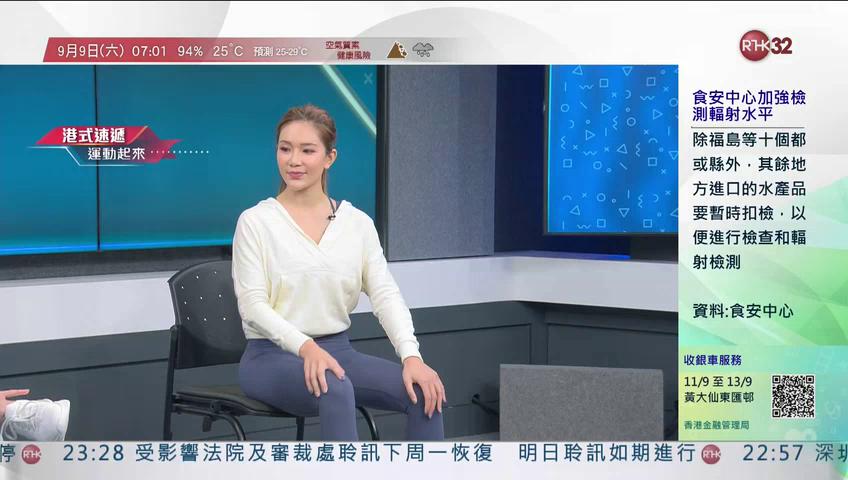 9月9日(六) 07:01 94% 25°C 預測 25-29°C
空氣質素
健康風險
RTHK 32
港式速遞
運動起來
食安中心加強檢
測輻射水平
除福島等十個都
或縣外，其餘地
方進口的水產品
要暫時扣檢，以
便進行檢查和輻
射檢測
資料:食安中心
收銀車服務
11/9 至 13/9
黃大仙東匯邨
香港金融管理局
停 RTHK 23:28 受影響法院及審裁處聆訊下周一恢復 明日聆訊如期進行 RTHK 22:57 深圳